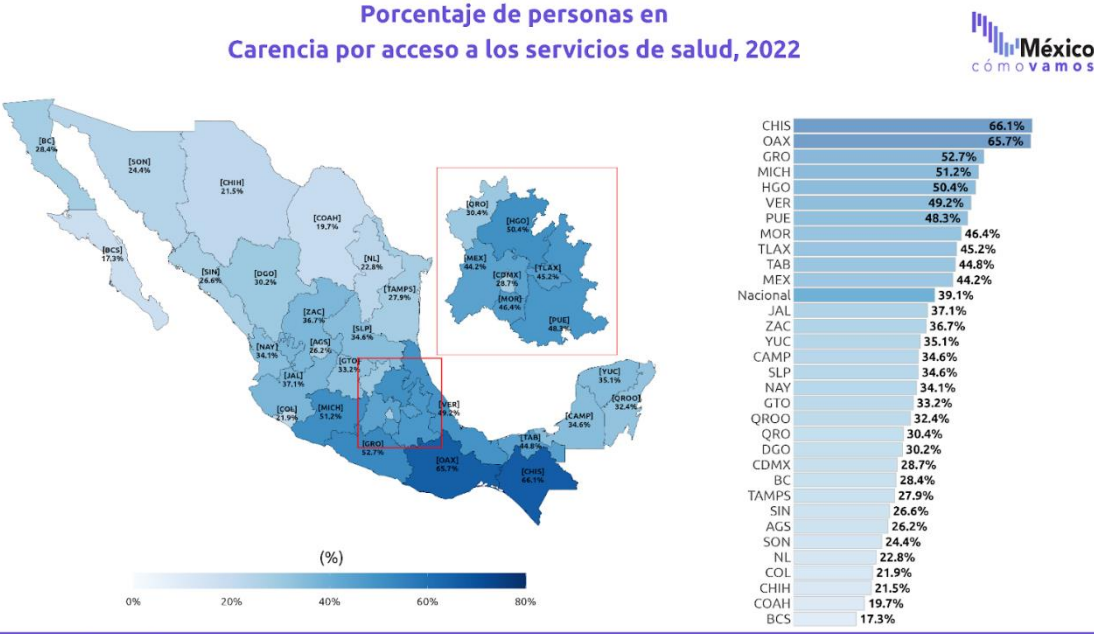 Porcentaje de personas en
Carencia por acceso a los servicios de salud, 2022
México
cómo vamos
[BC]
28.4%
[SON]
24.4%
[CHIH]
21.5%
[COAH]
19.7%
[BCS]
17.3%
[SIN]
26.6%
[DGO]
30.2%
[NL]
22.8%
[TAMPS]
27.9%
[ZAC]
36.7%
[SLP]
34.6%
[NAY]
34.1%
[AGS]
26.2%
[GTO]
33.2%
[JAL]
37.1%
[COL]
21.9%
[MICH]
51.2%
[VER]
49.2%
[GRO]
52.7%
[OAX]
65.7%
[TAB]
44.8%
[CHIS]
66.1%
[YUC]
35.1%
[QROO]
32.4%
[CAMP]
34.6%
[QRO]
30.4%
[HGO]
50.4%
[MEX]
44.2%
[CDMX]
28.7%
[TLAX]
45.2%
[MOR]
46.4%
[PUE]
48.3%
(%)
0% 20% 40% 60% 80%
CHIS 66.1%
OAX 65.7%
GRO 52.7%
MICH 51.2%
HGO 50.4%
VER 49.2%
PUE 48.3%
MOR 46.4%
TLAX 45.2%
TAB 44.8%
MEX 44.2%
Nacional 39.1%
JAL 37.1%
ZAC 36.7%
YUC 35.1%
CAMP 34.6%
SLP 34.6%
NAY 34.1%
GTO 33.2%
QROO 32.4%
QRO 30.4%
DGO 30.2%
CDMX 28.7%
BC 28.4%
TAMPS 27.9%
SIN 26.6%
AGS 26.2%
SON 24.4%
NL 22.8%
COL 21.9%
CHIH 21.5%
COAH 19.7%
BCS 17.3%